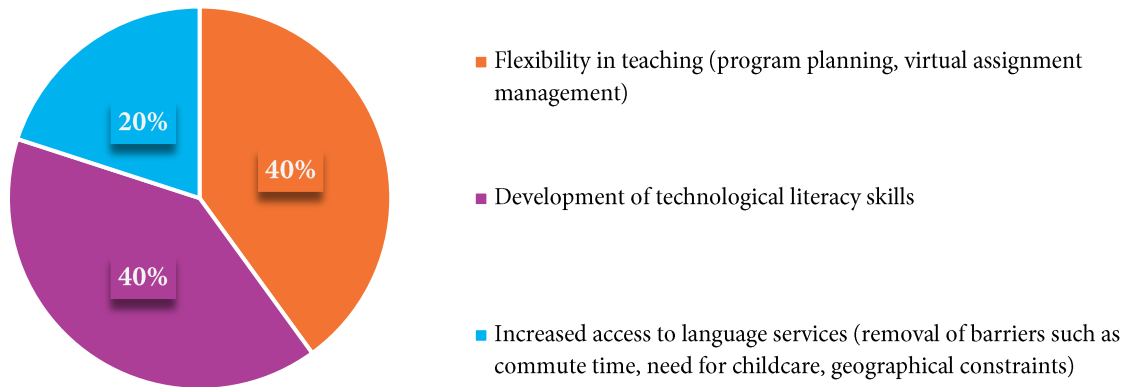 20%
40%
40%
Flexibility in teaching (program planning, virtual assignment
management)
Development of technological literacy skills
Increased access to language services (removal of barriers such as
commute time, need for childcare, geographical constraints)